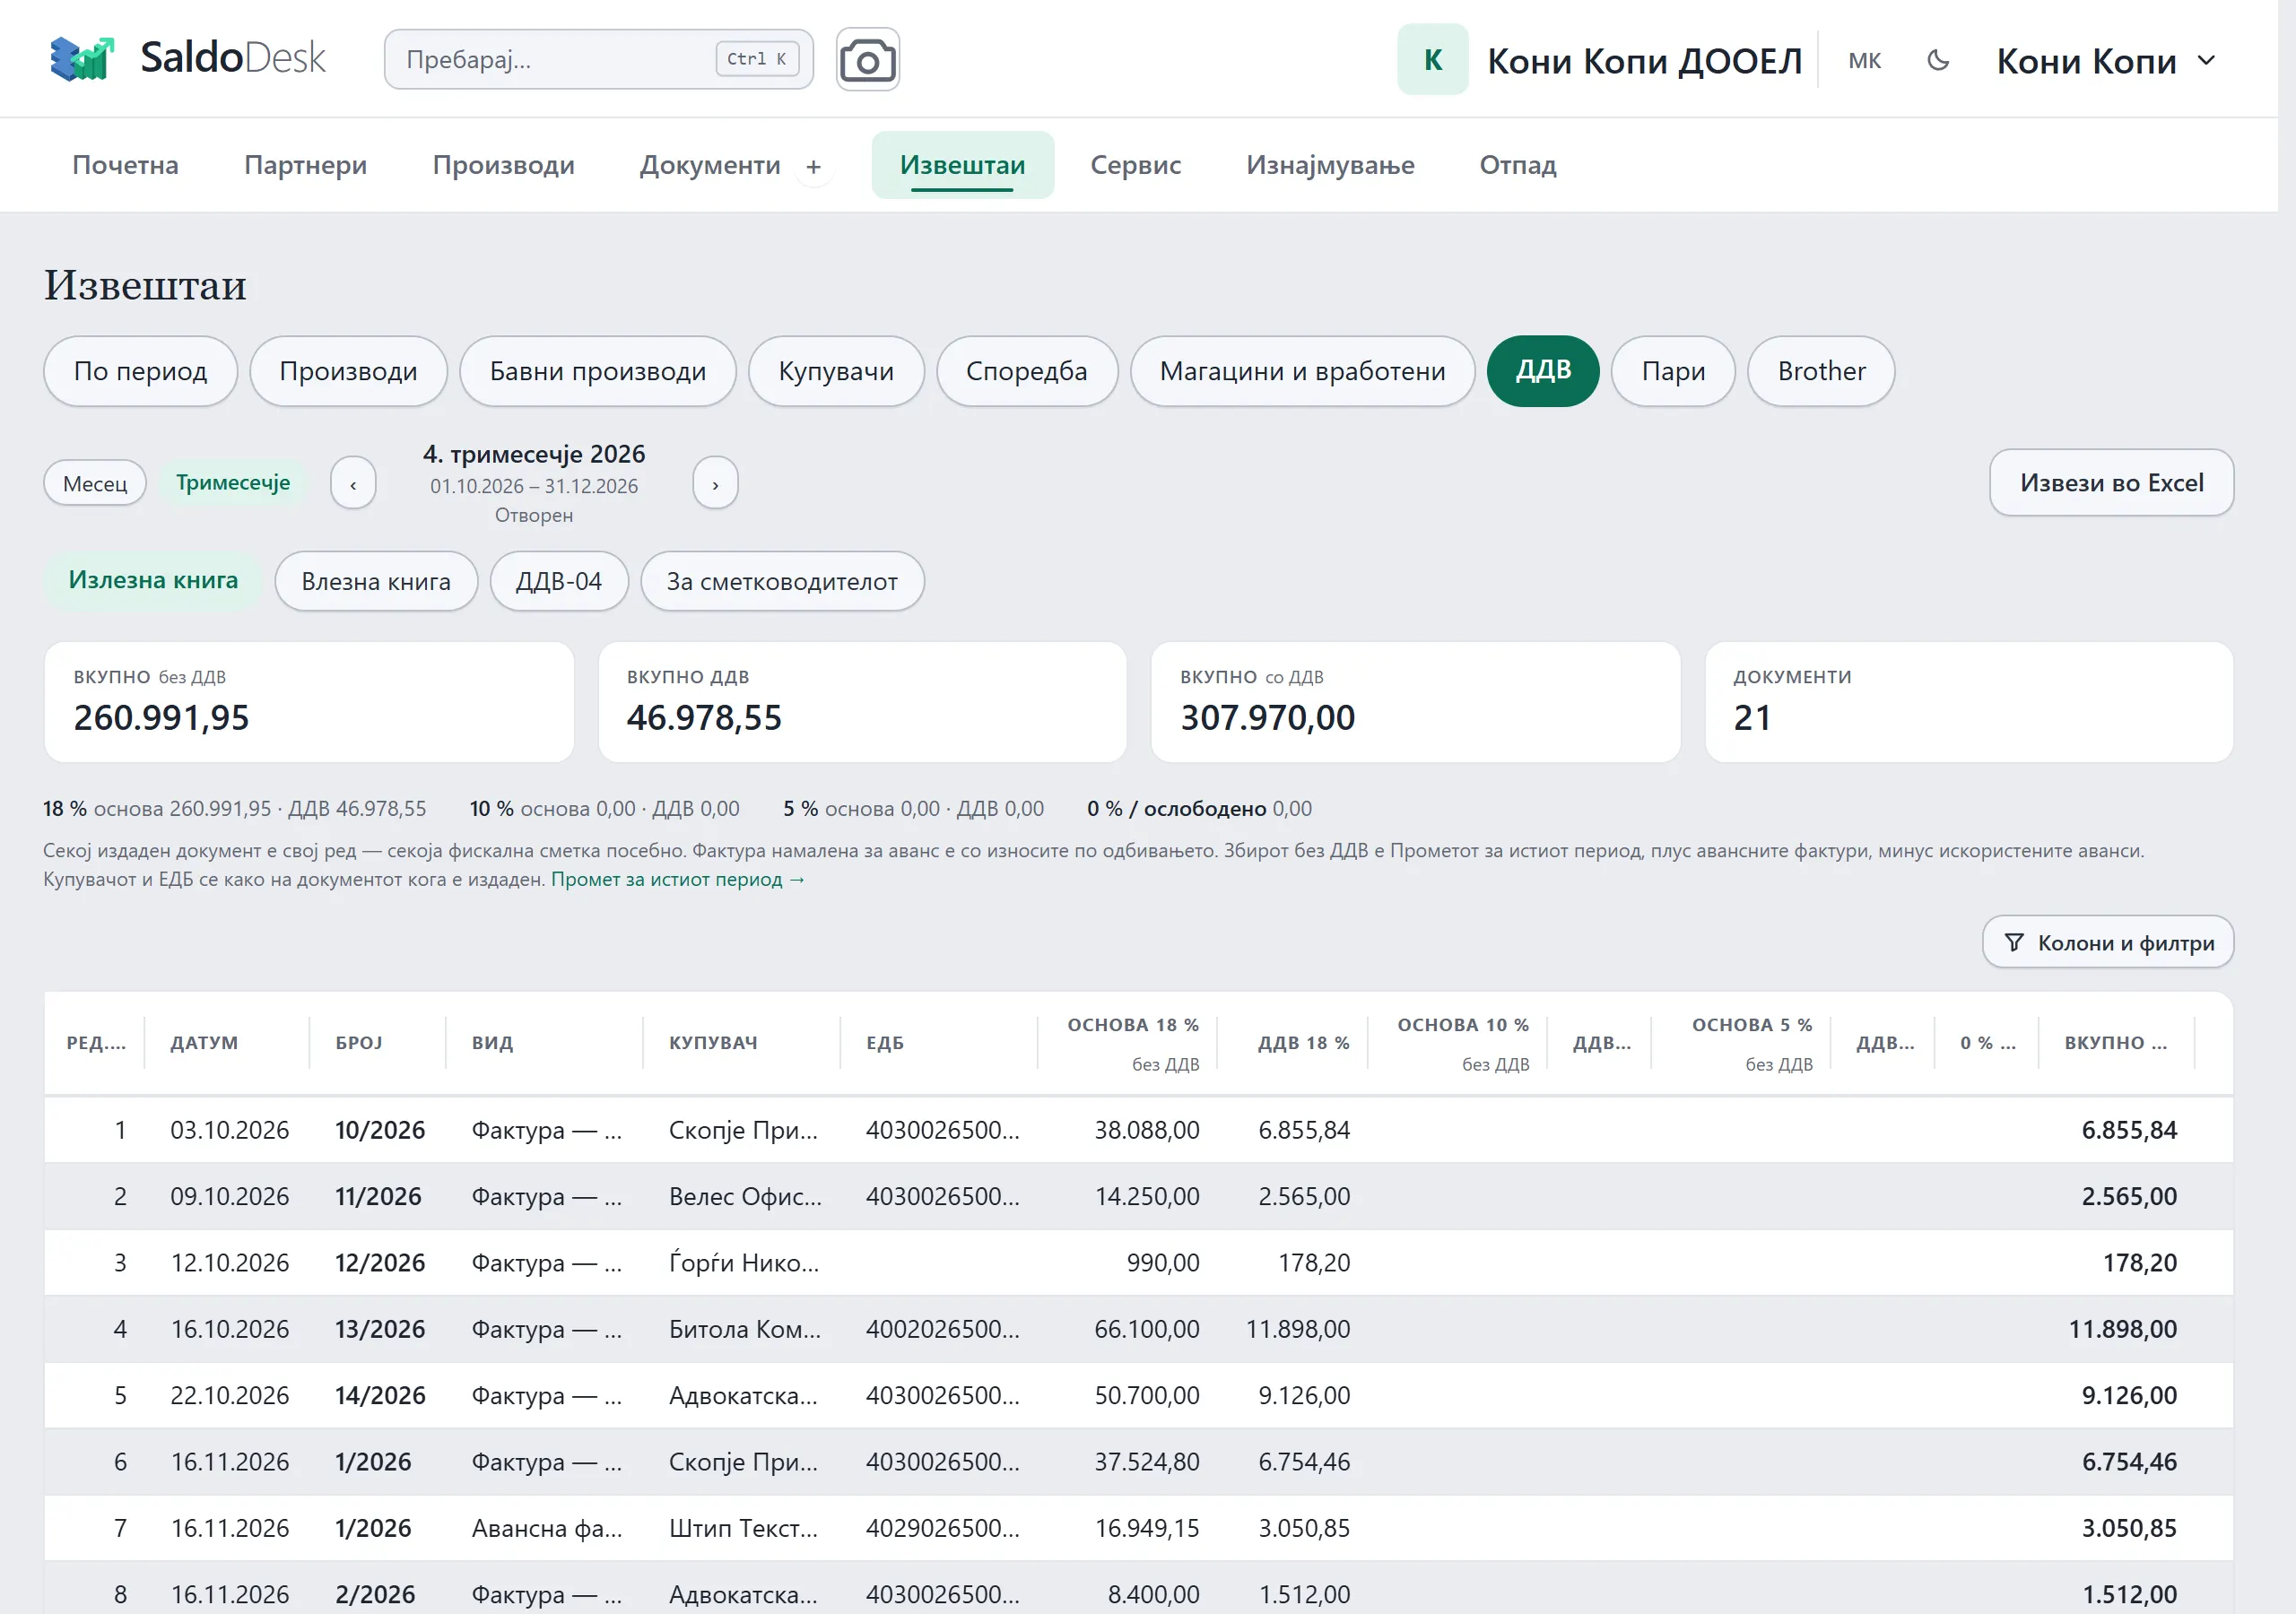 SaldoDesk
Пребарај... Ctrl K
К Кони Копи ДООЕЛ МК Кони Копи
Почетна Партнери Производи Документи + Извештаи Сервис Изнајмување Отпад
Извештаи
По период Производи Бавни производи Купувачи Споредба Магацини и вработени ДДВ Пари Brother
Месец Тримесечје ‹ 4. тримесечје 2026 › Извези во Excel
01.10.2026 – 31.12.2026
Отворен
Излезна книга Влезна книга ДДВ-04 За сметководителот
ВКУПНО без ДДВ ВКУПНО ДДВ ВКУПНО со ДДВ ДОКУМЕНТИ
260.991,95 46.978,55 307.970,00 21
18 % основа 260.991,95 · ДДВ 46.978,55 10 % основа 0,00 · ДДВ 0,00 5 % основа 0,00 · ДДВ 0,00 0 % / ослободено 0,00
Секој издаден документ е свој ред — секоја фискална сметка посебно. Фактура намалена за аванс е со износите по одбивањето. Збирот без ДДВ е Прометот за истиот период, плус авансните фактури, минус искористените аванси.
Купувачот и ЕДБ се како на документот кога е издаден. Промет за истиот период →
Колони и филтри
РЕД.... ДАТУМ БРОЈ ВИД КУПУВАЧ ЕДБ ОСНОВА 18 % без ДДВ ДДВ 18 % ОСНОВА 10 % без ДДВ ДДВ... ОСНОВА 5 % без ДДВ ДДВ... 0 % ... ВКУПНО ...
1 03.10.2026 10/2026 Фактура — ... Скопје При... 4030026500... 38.088,00 6.855,84 6.855,84
2 09.10.2026 11/2026 Фактура — ... Велес Офис... 4030026500... 14.250,00 2.565,00 2.565,00
3 12.10.2026 12/2026 Фактура — ... Ѓорѓи Нико... 990,00 178,20 178,20
4 16.10.2026 13/2026 Фактура — ... Битола Ком... 4002026500... 66.100,00 11.898,00 11.898,00
5 22.10.2026 14/2026 Фактура — ... Адвокатска... 4030026500... 50.700,00 9.126,00 9.126,00
6 16.11.2026 1/2026 Фактура — ... Скопје При... 4030026500... 37.524,80 6.754,46 6.754,46
7 16.11.2026 1/2026 Авансна фа... Штип Текст... 4029026500... 16.949,15 3.050,85 3.050,85
8 16.11.2026 2/2026 Фактура — ... Адвокатска... 4030026500... 8.400,00 1.512,00 1.512,00